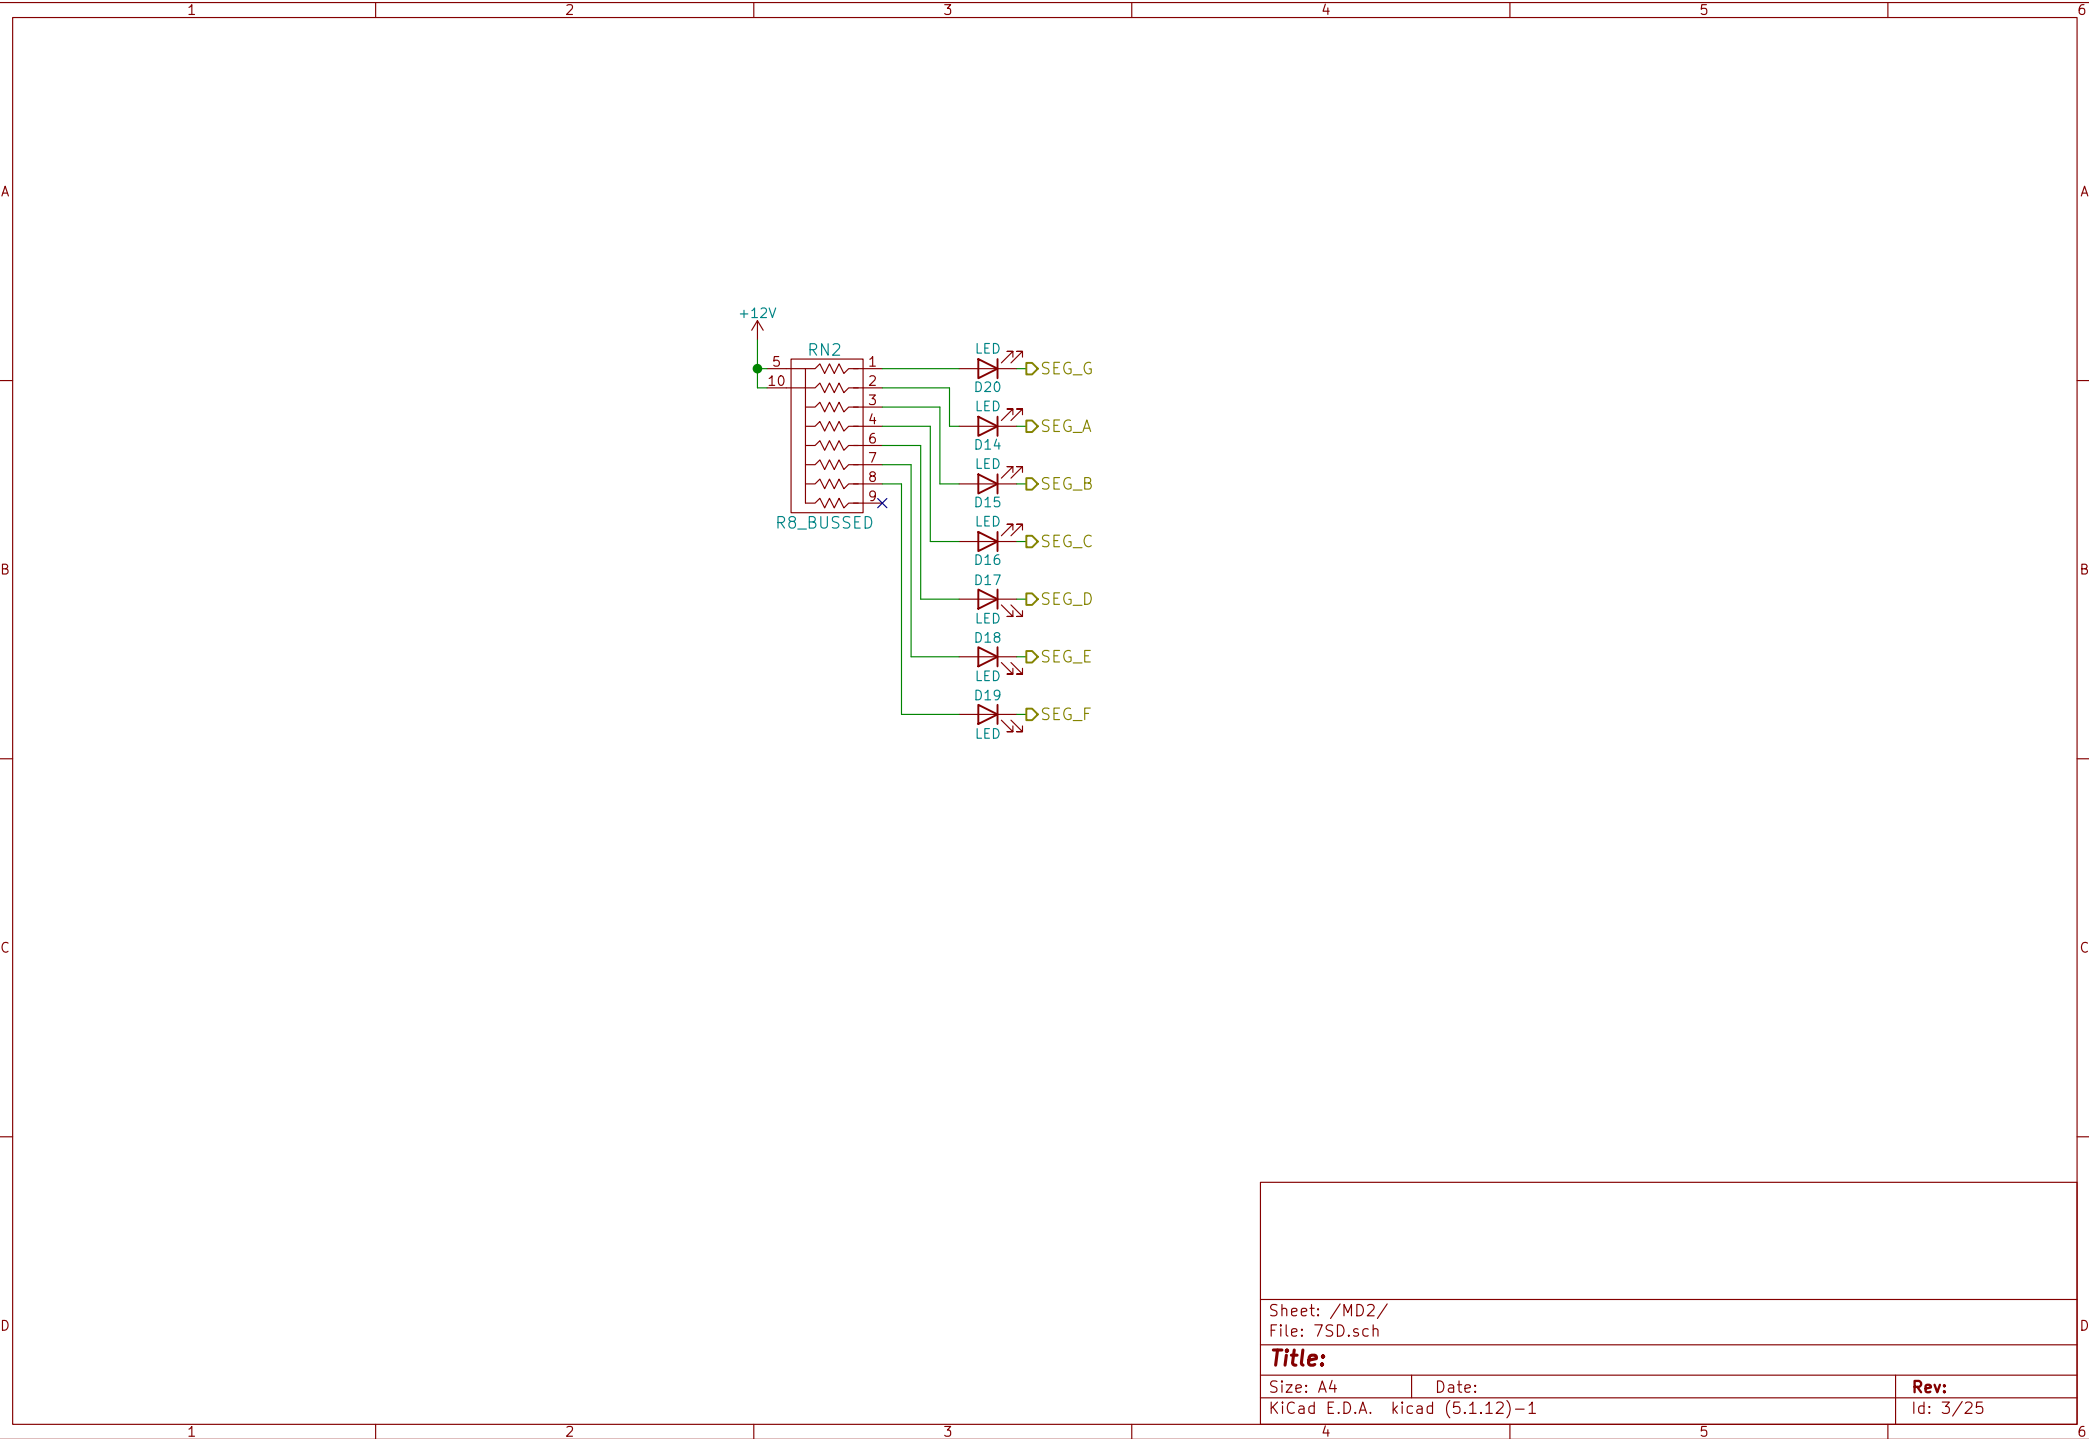 1 2 3 4 5 6
A A
+12V
RN2
5 1
10 2
3
4
6
7
8
9
R8_BUSSED
LED
SEG_G
D20
LED
SEG_A
D14
LED
SEG_B
D15
LED
SEG_C
D16
D17
SEG_D
LED
D18
SEG_E
LED
D19
SEG_F
LED
B B
C C
D D
Sheet: /MD2/
File: 7SD.sch
Title:
Size: A4 Date: Rev:
KiCad E.D.A. kicad (5.1.12)-1 Id: 3/25
1 2 3 4 5 6